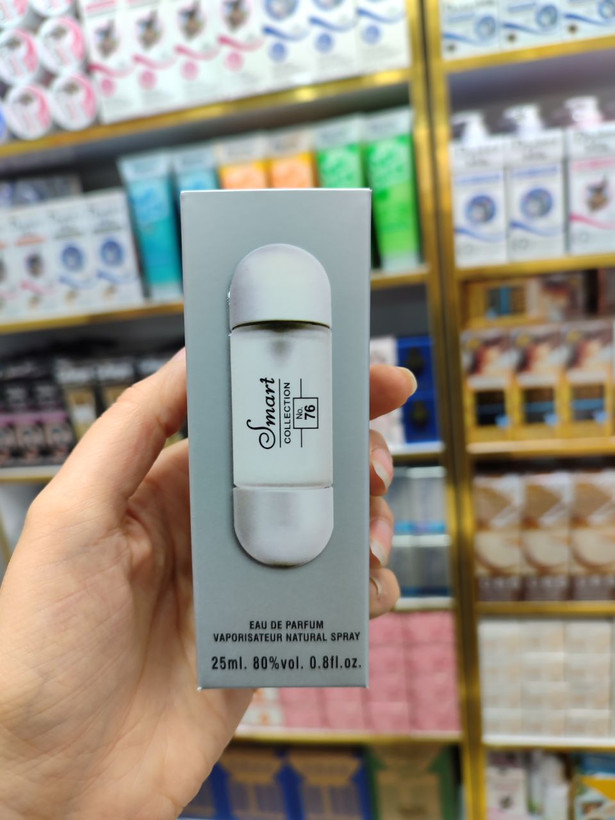 Smart
COLLECTION
No.
76
EAU DE PARFUM
VAPORISATEUR NATURAL SPRAY
25ml. 80%vol. 0.8fl.oz.